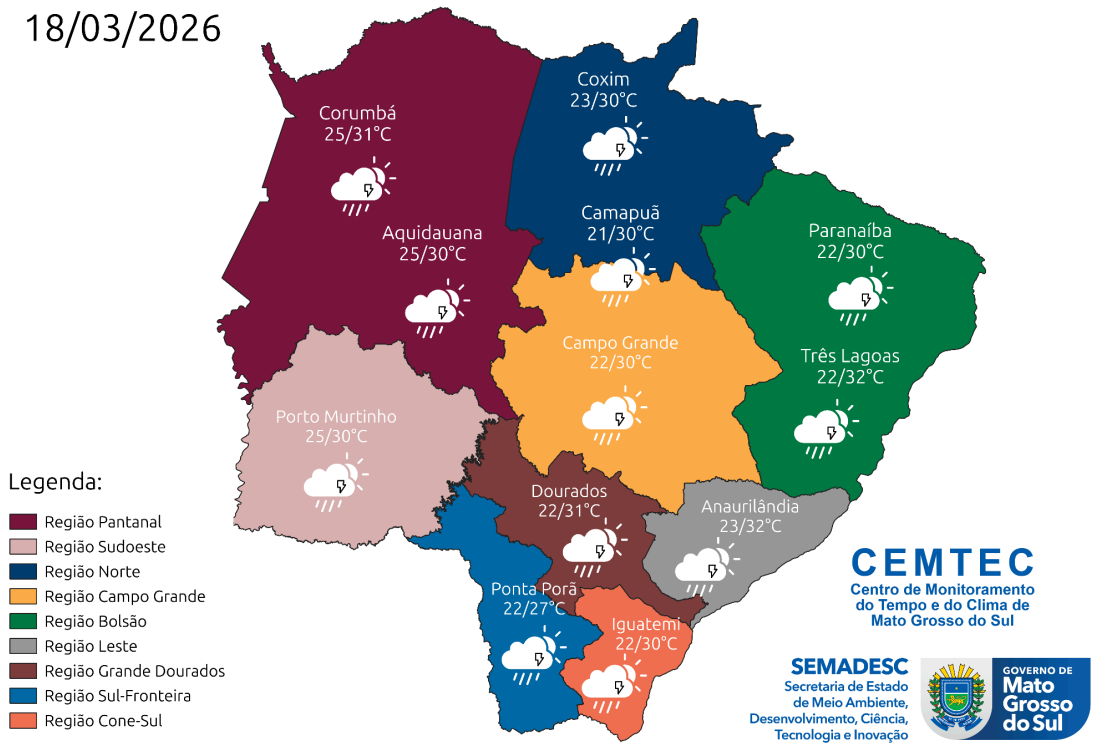 18/03/2026
Corumbá
25/31°C
Aquidauana
25/30°C
Coxim
23/30°C
Camapuã
21/30°C
Paranaíba
22/30°C
Três Lagoas
22/32°C
Campo Grande
22/30°C
Porto Murtinho
25/30°C
Dourados
22/31°C
Anaurilândia
23/32°C
Ponta Porã
22/27°C
Iguatemi
22/30°C
Legenda:
Região Pantanal
Região Sudoeste
Região Norte
Região Campo Grande
Região Bolsão
Região Leste
Região Grande Dourados
Região Sul-Fronteira
Região Cone-Sul
CEMTEC
Centro de Monitoramento
do Tempo e do Clima de
Mato Grosso do Sul
SEMADESC
Secretaria de Estado
de Meio Ambiente,
Desenvolvimento, Ciência,
Tecnologia e Inovação
GOVERNO DE
Mato
Grosso
do Sul